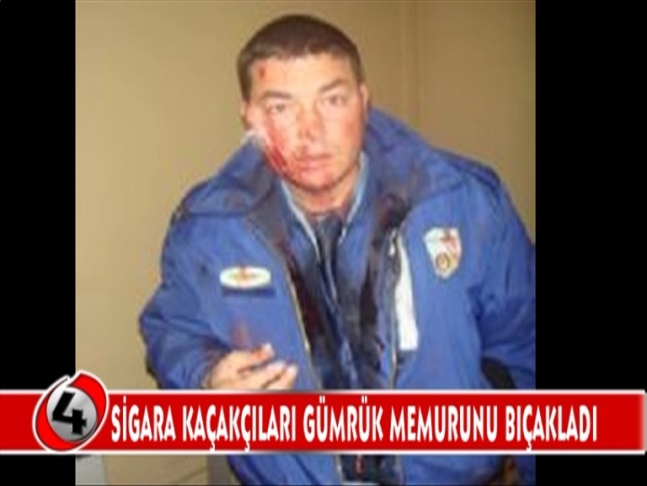 4
SİGARA KAÇAKÇILARI GÜMRÜK MEMURUNU BIÇAKLADI